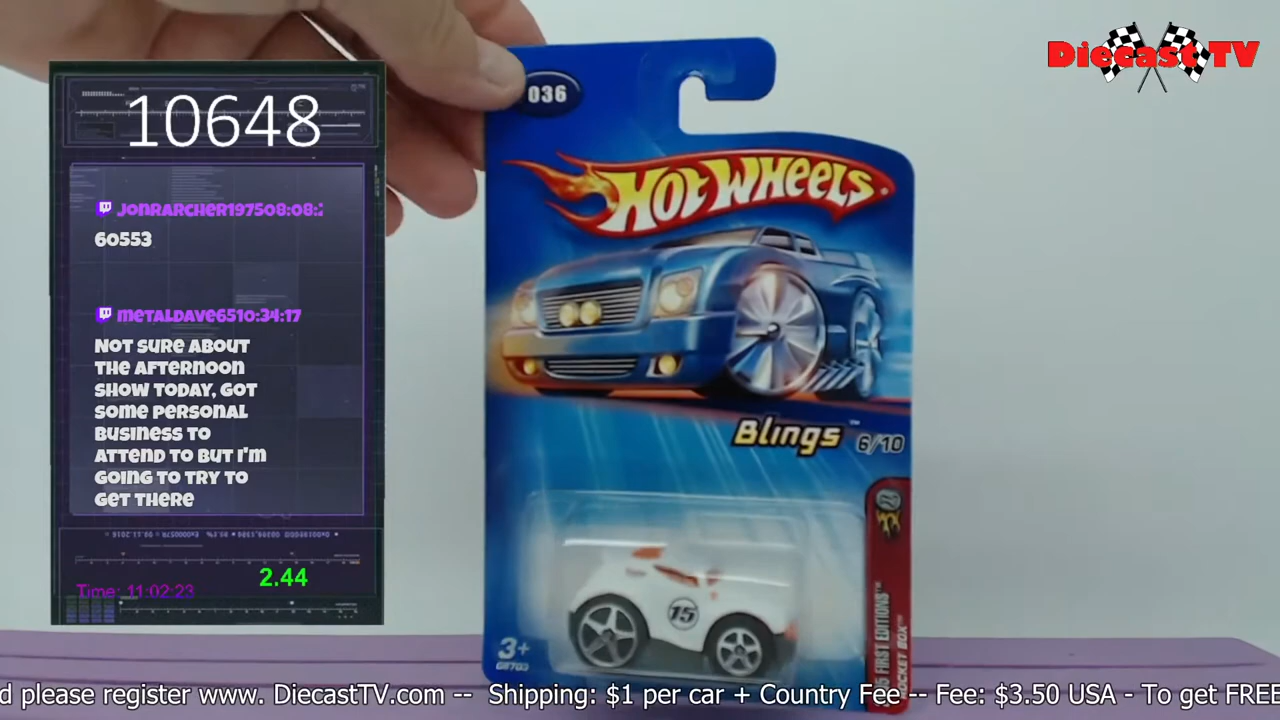 Diecast TV
10648
JONRARCHER197508:08:
60553
METALDAVE6510:34:17
NOT SURE ABOUT
THE AFTERNOON
SHOW TODAY, GOT
SOME PERSONAL
BUSINESS TO
ATTEND TO BUT I'M
GOING TO TRY TO
GET THERE
2.44
Time: 11:02:23
036
HOT WHEELS
Blings™ 6/10
15
3+
FIRST EDITIONS™
d please register www. DiecastTV.com -- Shipping: $1 per car + Country Fee -- Fee: $3.50 USA - To get FREE